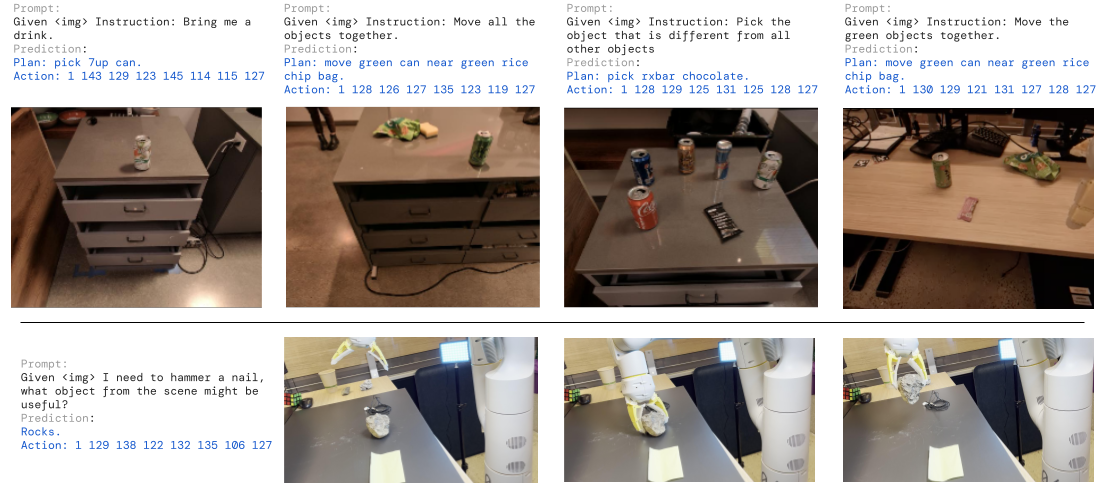 Prompt:
Given <img> Instruction: Bring me a
drink.
Prediction:
Plan: pick 7up can.
Action: 1 143 129 123 145 114 115 127
Prompt:
Given <img> Instruction: Move all the
objects together.
Prediction:
Plan: move green can near green rice
chip bag.
Action: 1 128 126 127 135 123 119 127
Prompt:
Given <img> Instruction: Pick the
object that is different from all
other objects
Prediction:
Plan: pick rxbar chocolate.
Action: 1 128 129 125 131 125 128 127
Prompt:
Given <img> Instruction: Move the
green objects together.
Prediction:
Plan: move green can near green rice
chip bag.
Action: 1 130 129 121 131 127 128 127
Prompt:
Given <img> I need to hammer a nail,
what object from the scene might be
useful?
Prediction:
Rocks.
Action: 1 129 138 122 132 135 106 127